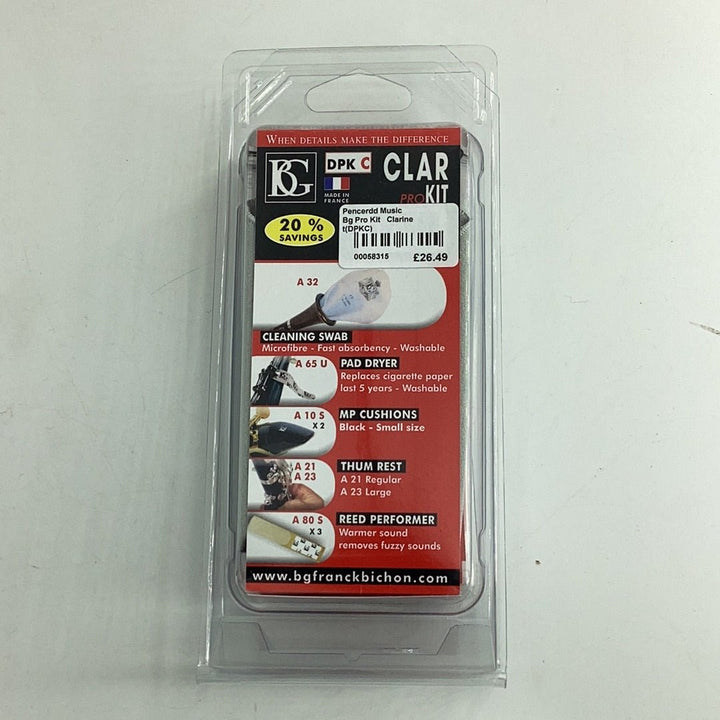 WHEN DETAILS MAKE THE DIFFERENCE
BG
DPK C
CLAR
PRO KIT
MADE IN
FRANCE
20 %
SAVINGS
Pencerdd Music
Bg Pro Kit Clarine
t(DPKC)
00058315 £26.49
A 32
CLEANING SWAB
Microfibre - Fast absorbency - Washable
A 65 U PAD DRYER
Replaces cigarette paper
last 5 years - Washable
A 10 S MP CUSHIONS
X 2 Black - Small size
A 21 THUM REST
A 23 A 21 Regular
A 23 Large
A 80 S REED PERFORMER
X 3 Warmer sound
removes fuzzy sounds
www.bgfranckbichon.com